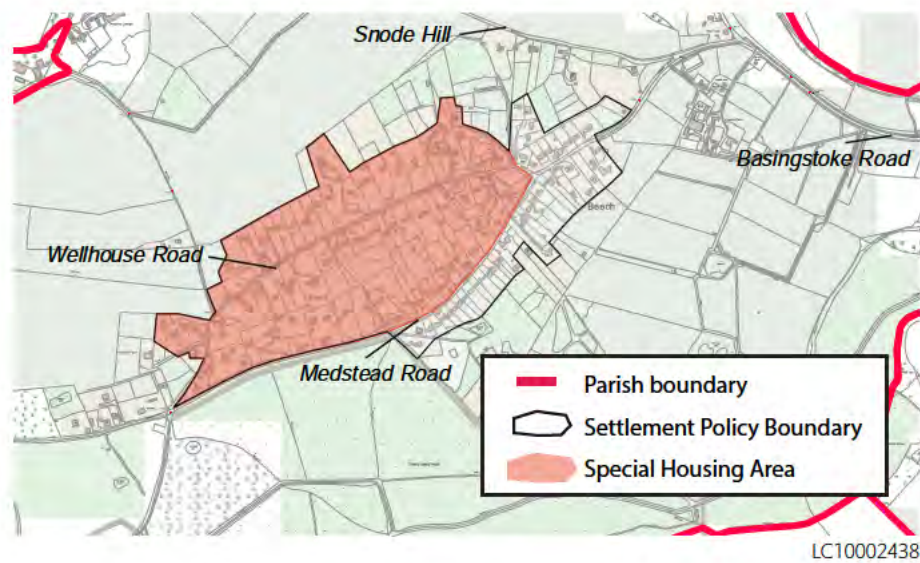 Snode Hill
Basingstoke Road
Beech
Wellhouse Road
Medstead Road
Parish boundary
Settlement Policy Boundary
Special Housing Area
LC10002438